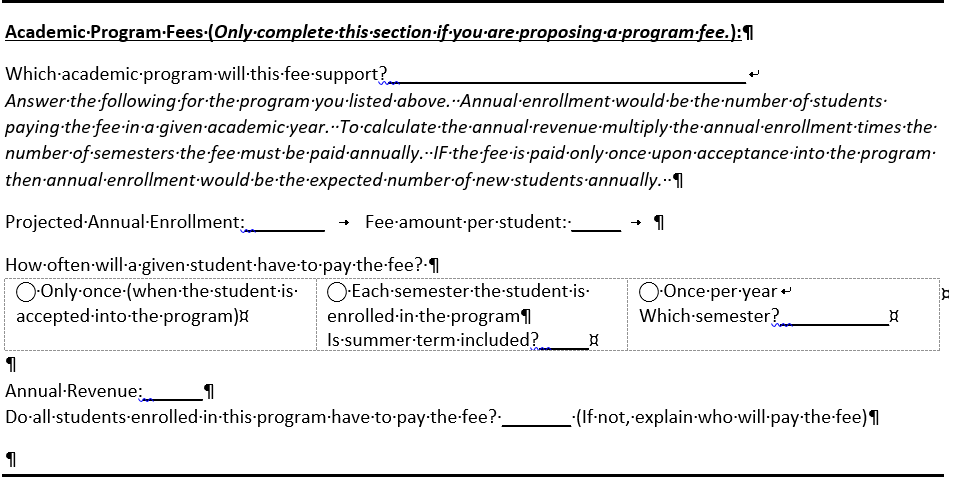 Academic·Program·Fees·(Only·complete·this·section·if·you·are·proposing·a·program·fee.):¶
Which·academic·program·will·this·fee·support?____________________↵
Answer·the·following·for·the·program·you·listed·above.··Annual·enrollment·would·be·the·number·of·students·
paying·the·fee·in·a·given·academic·year.··To·calculate·the·annual·revenue·multiply·the·annual·enrollment·times·the·
number·of·semesters·the·fee·must·be·paid·annually.··IF·the·fee·is·paid·only·once·upon·acceptance·into·the·program·
then·annual·enrollment·would·be·the·expected·number·of·new·students·annually.··¶
Projected·Annual·Enrollment:________ → Fee·amount·per·student:·_____ → ¶
How·often·will·a·given·student·have·to·pay·the·fee?·¶
◯·Only·once·(when·the·student·is·
accepted·into·the·program)¤
◯·Each·semester·the·student·is·
enrolled·in·the·program¶
Is·summer·term·included?_____¤
◯·Once·per·year↵
Which·semester?___________¤
¤
¶
Annual·Revenue:______¶
Do·all·students·enrolled·in·this·program·have·to·pay·the·fee?·_______·(If·not,·explain·who·will·pay·the·fee)¶
¶